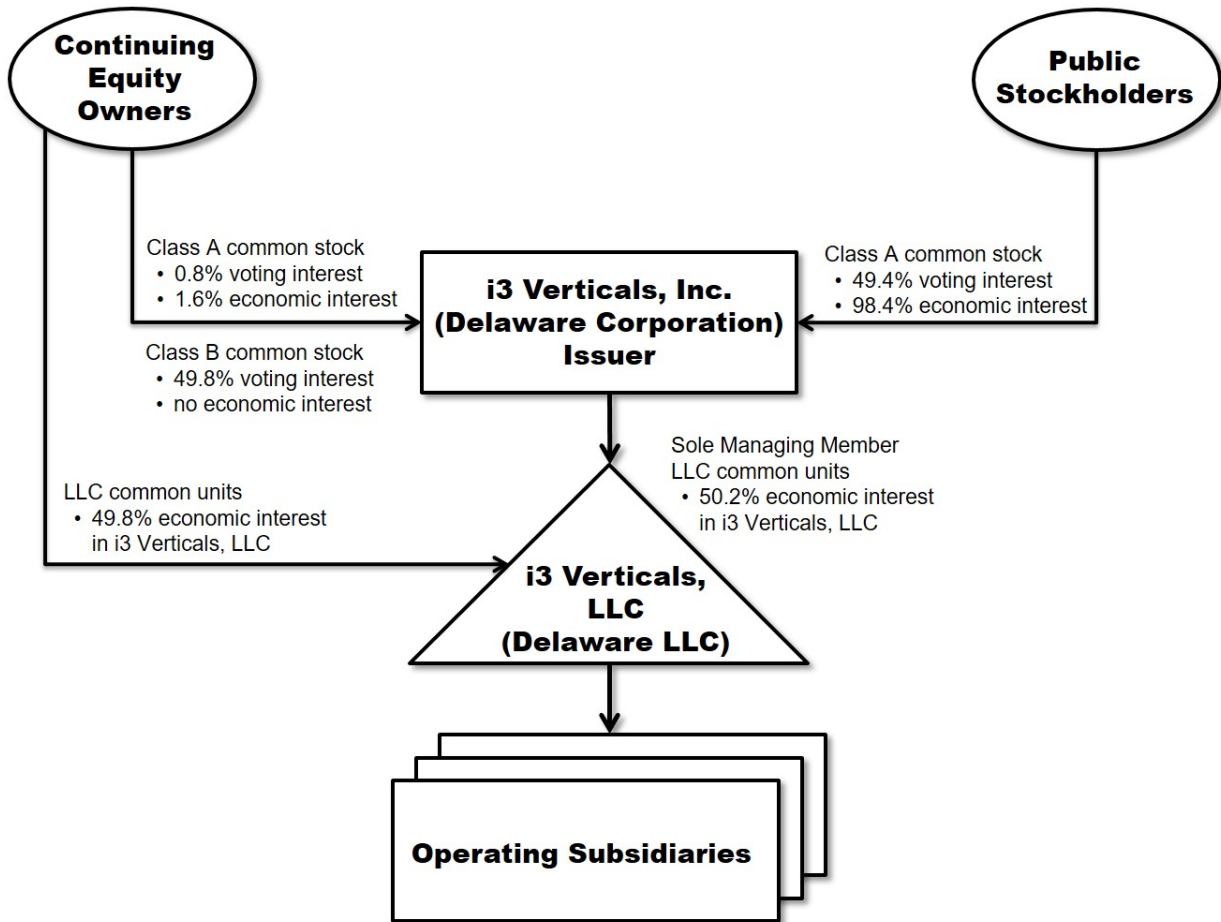 Continuing
Equity
Owners
Public
Stockholders
Class A common stock
• 0.8% voting interest
• 1.6% economic interest
Class B common stock
• 49.8% voting interest
• no economic interest
i3 Verticals, Inc.
(Delaware Corporation)
Issuer
Class A common stock
• 49.4% voting interest
• 98.4% economic interest
LLC common units
• 49.8% economic interest
in i3 Verticals, LLC
Sole Managing Member
LLC common units
• 50.2% economic interest
in i3 Verticals, LLC
i3 Verticals,
LLC
(Delaware LLC)
Operating Subsidiaries